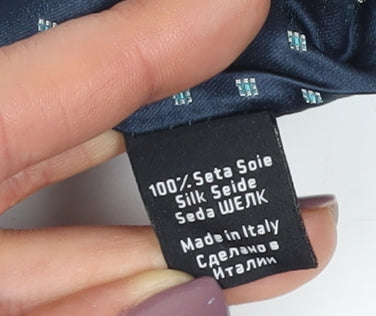 100% Seta Soie
Silk Seide
Seda ШЕЛК
Made in Italy
Сделано в
Италии